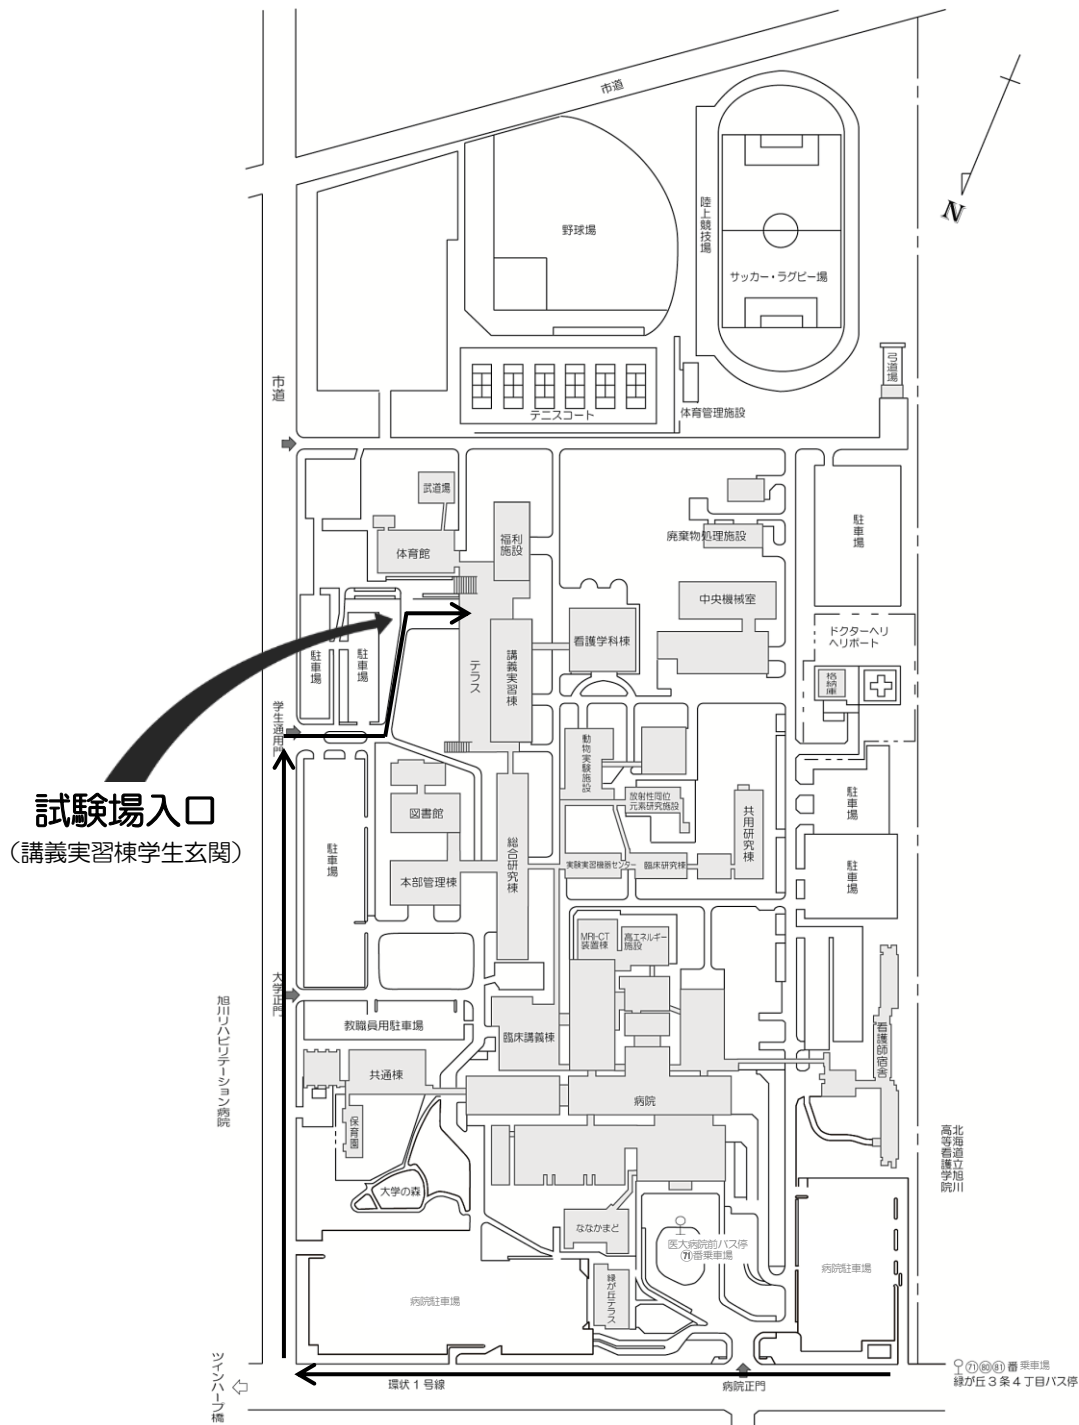 市道
N
野球場
陸上競技場
サッカー・ラグビー場
弓道場
市道
テニスコート
体育管理施設
武道場
体育館
福利
施設
廃棄物処理施設
駐車場
中央機械室
ドクターヘリ
ヘリポート
看護学科棟
講義実習棟
テラス
駐車場
駐車場
格納庫
学生通用門
動物実験施設
試験場入口
(講義実習棟学生玄関)
図書館
放射性同位
元素研究施設
共用研究棟
駐車場
駐車場
総合研究棟
実験実習機器センター
臨床研究棟
駐車場
本部管理棟
MRI-CT
装置棟
高エネルギー
施設
大学正門
旭川リハビリテーション病院
教職員用駐車場
臨床講義棟
看護師宿舎
共通棟
病院
保育園
北海道立旭川
高等看護学院
大学の森
ななかまど
医大病院前バス停
71番乗車場
緑が丘テラス
病院駐車場
病院駐車場
ツインハープ橋
環状1号線
病院正門
71 80 81 番 乗車場
緑が丘3条4丁目バス停